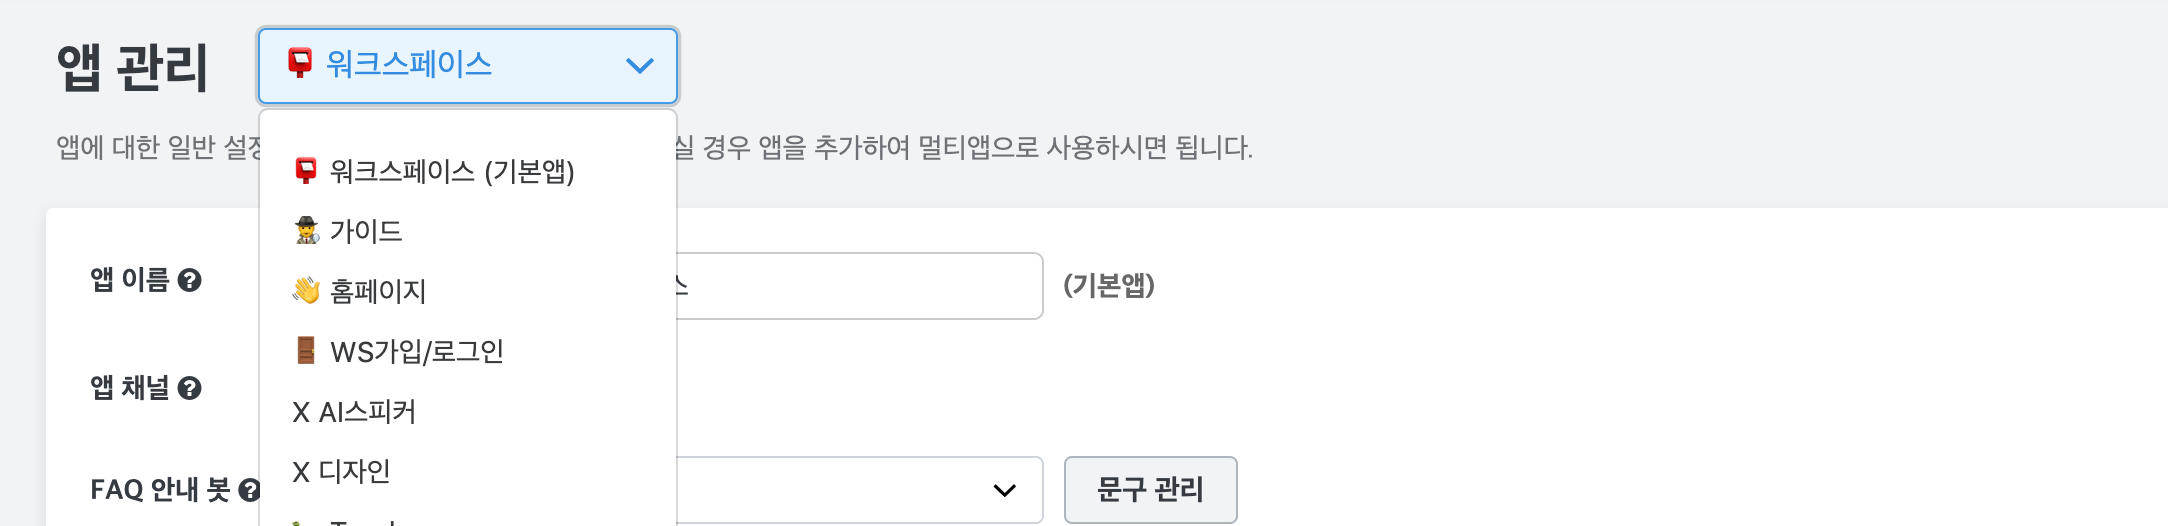 앱 관리
워크스페이스
앱에 대한 일반 설정
실 경우 앱을 추가하여 멀티앱으로 사용하시면 됩니다.
워크스페이스 (기본앱)
가이드
홈페이지
WS가입/로그인
X AI스피커
X 디자인
앱 이름
스
(기본앱)
앱 채널
FAQ 안내 봇
문구 관리